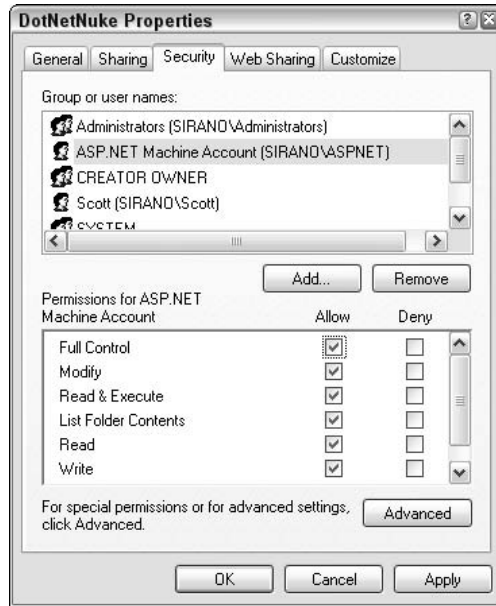 DotNetNuke Properties
General Sharing Security Web Sharing Customize
Group or user names:
Administrators (SIRANO\Administrators)
ASP.NET Machine Account (SIRANO\ASPNET)
CREATOR OWNER
Scott (SIRANO\Scott)
SYSTEM
Add... Remove
Permissions for ASP.NET
Machine Account Allow Deny
Full Control
Modify
Read & Execute
List Folder Contents
Read
Write
For special permissions or for advanced settings,
click Advanced. Advanced
OK Cancel Apply